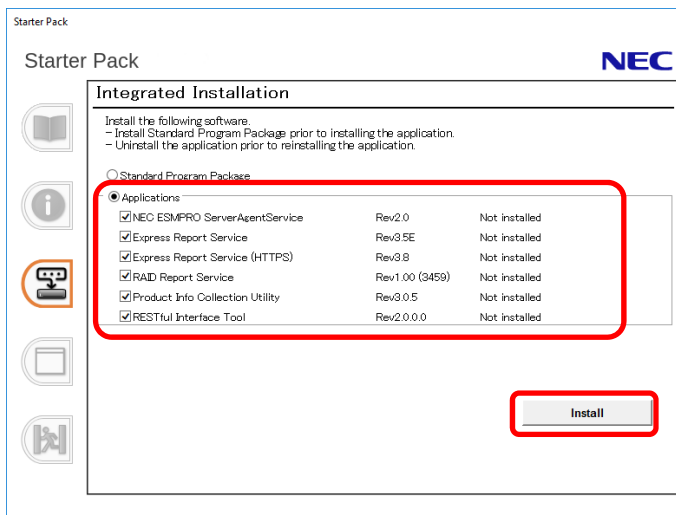 Starter Pack
Starter Pack NEC
Integrated Installation
Install the following software.
- Install Standard Program Package prior to installing the application.
- Uninstall the application prior to reinstalling the application.
Standard Program Package
Applications
NEC ESMPRO ServerAgentService Rev2.0 Not installed
Express Report Service Rev3.5E Not installed
Express Report Service (HTTPS) Rev3.8 Not installed
RAID Report Service Rev1.00 (3459) Not installed
Product Info Collection Utility Rev3.0.5 Not installed
RESTful Interface Tool Rev2.0.0.0 Not installed
Install